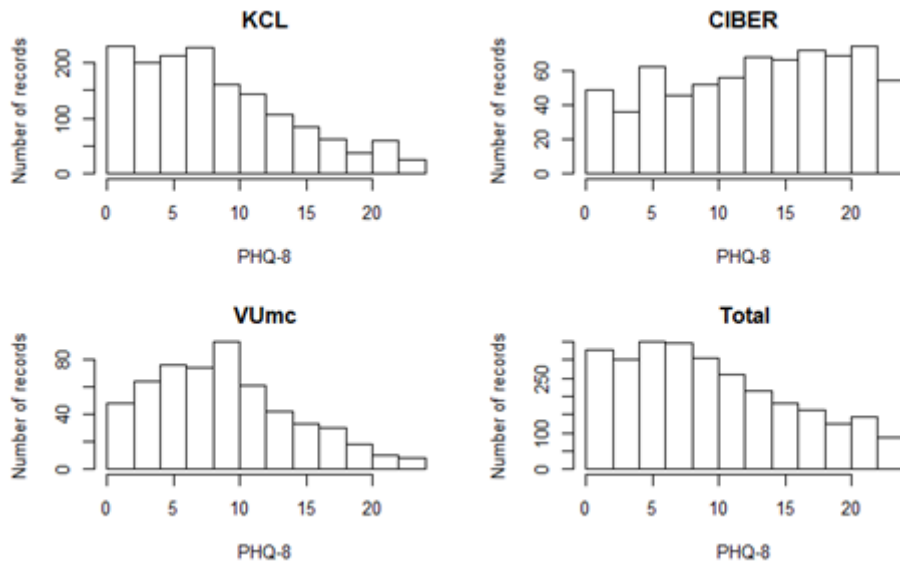 KCL
Number of records
0 100 200
0 5 10 15 20
PHQ-8
CIBER
Number of records
0 20 40 60
0 5 10 15 20
PHQ-8
VUmc
Number of records
0 40 80
0 5 10 15 20
PHQ-8
Total
Number of records
0 100 250
0 5 10 15 20
PHQ-8